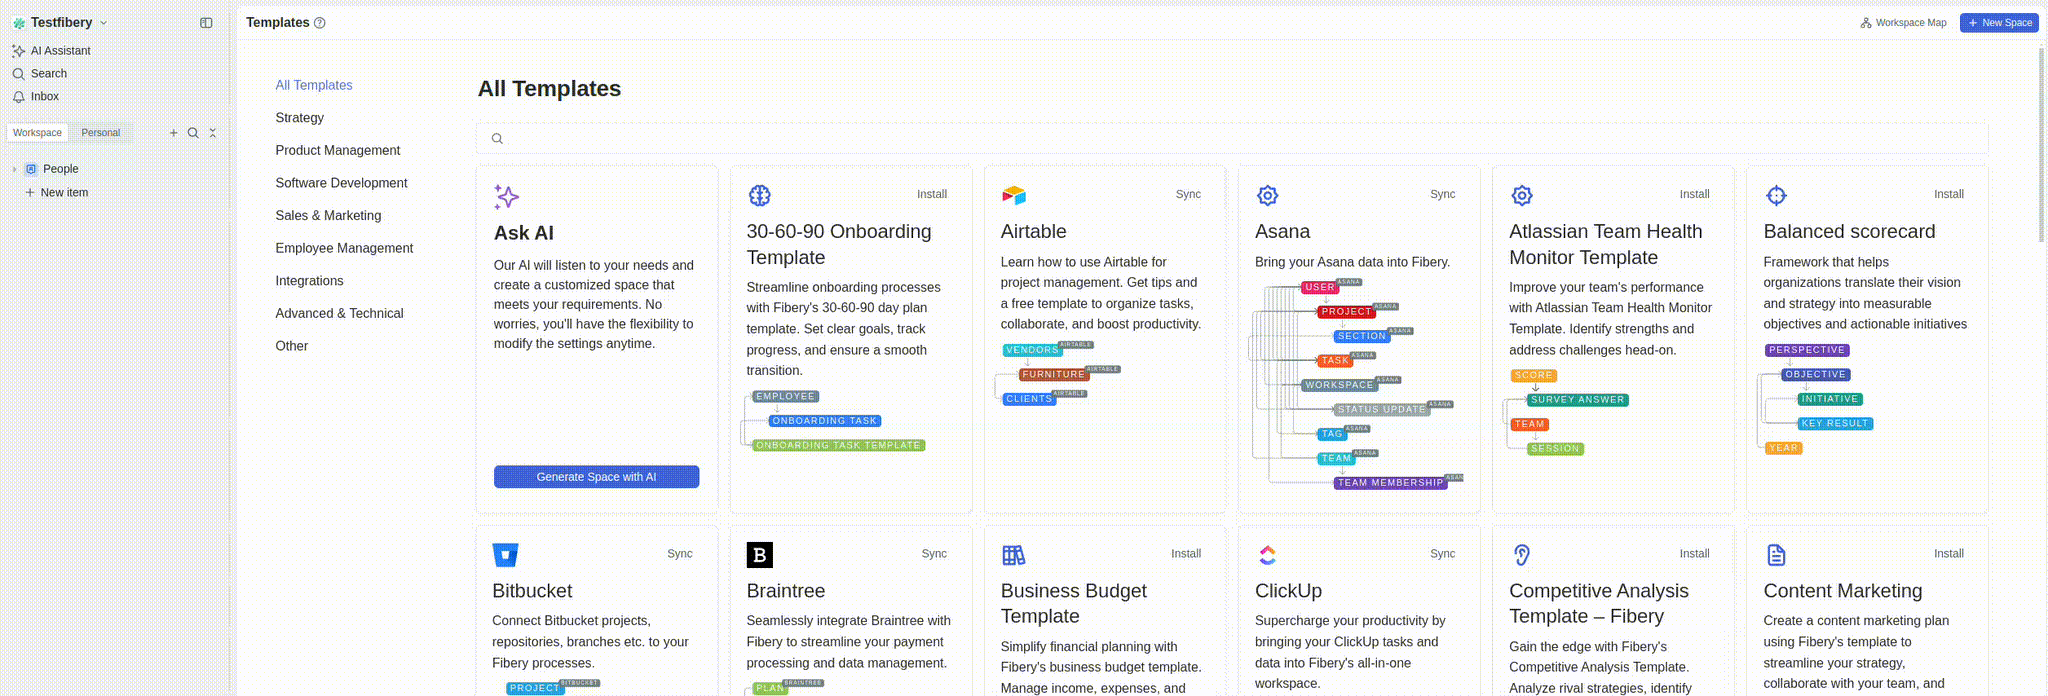 Testfibery
Templates
Workspace Map
New Space
AI Assistant
Search
Inbox
Workspace
Personal
People
New item
All Templates
Strategy
Product Management
Software Development
Sales & Marketing
Employee Management
Integrations
Advanced & Technical
Other
All Templates
Ask AI
Our AI will listen to your needs and
create a customized space that
meets your requirements. No
worries, you'll have the flexibility to
modify the settings anytime.
Generate Space with AI
Install
30-60-90 Onboarding
Template
Streamline onboarding processes
with Fibery's 30-60-90 day plan
template. Set clear goals, track
progress, and ensure a smooth
transition.
EMPLOYEE
ONBOARDING TASK
ONBOARDING TASK TEMPLATE
Sync
Airtable
Learn how to use Airtable for
project management. Get tips and
a free template to organize tasks,
collaborate, and boost productivity.
VENDORS AIRTABLE
FURNITURE AIRTABLE
CLIENTS AIRTABLE
Sync
Asana
Bring your Asana data into Fibery.
USER ASANA
PROJECT ASANA
SECTION ASANA
TASK ASANA
WORKSPACE ASANA
STATUS UPDATE ASANA
TAG ASANA
TEAM ASANA
TEAM MEMBERSHIP ASAN
Install
Atlassian Team Health
Monitor Template
Improve your team's performance
with Atlassian Team Health Monitor
Template. Identify strengths and
address challenges head-on.
SCORE
SURVEY ANSWER
TEAM
SESSION
Install
Balanced scorecard
Framework that helps
organizations translate their vision
and strategy into measurable
objectives and actionable initiatives
PERSPECTIVE
OBJECTIVE
INITIATIVE
KEY RESULT
YEAR
Sync
Bitbucket
Connect Bitbucket projects,
repositories, branches etc. to your
Fibery processes.
PROJECT BITBUCKET
B
Sync
Braintree
Seamlessly integrate Braintree with
Fibery to streamline your payment
processing and data management.
PLAN BRAINTREE
Install
Business Budget
Template
Simplify financial planning with
Fibery's business budget template.
Manage income, expenses, and
Sync
ClickUp
Supercharge your productivity by
bringing your ClickUp tasks and
data into Fibery's all-in-one
workspace.
Install
Competitive Analysis
Template – Fibery
Gain the edge with Fibery's
Competitive Analysis Template.
Analyze rival strategies, identify
Install
Content Marketing
Create a content marketing plan
using Fibery's template to
streamline your strategy,
collaborate with your team, and